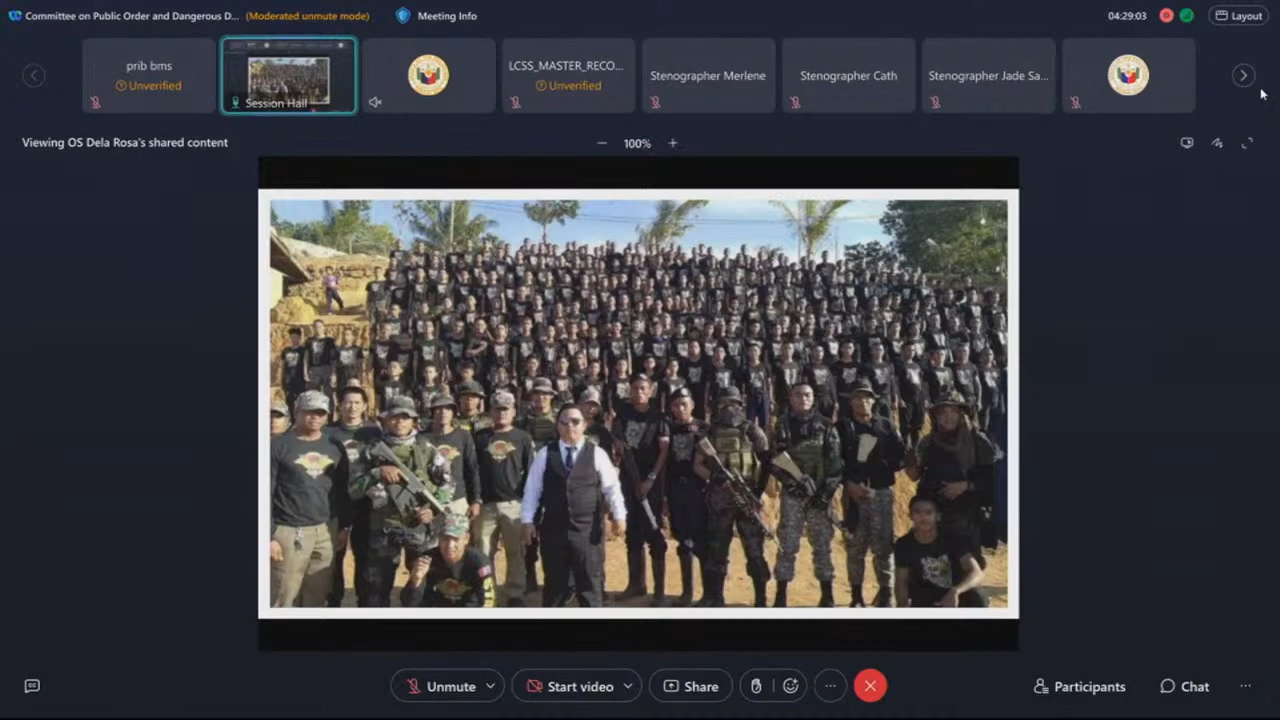 Committee on Public Order and Dangerous D...
(Moderated unmute mode)
Meeting Info
04:29:03
Layout
prib bms
Unverified
Session Hall
LCSS_MASTER_RECO...
Unverified
Stenographer Merlene
Stenographer Cath
Stenographer Jade Sa...
Viewing OS Dela Rosa's shared content
100%
Unmute
Start video
Share
Participants
Chat